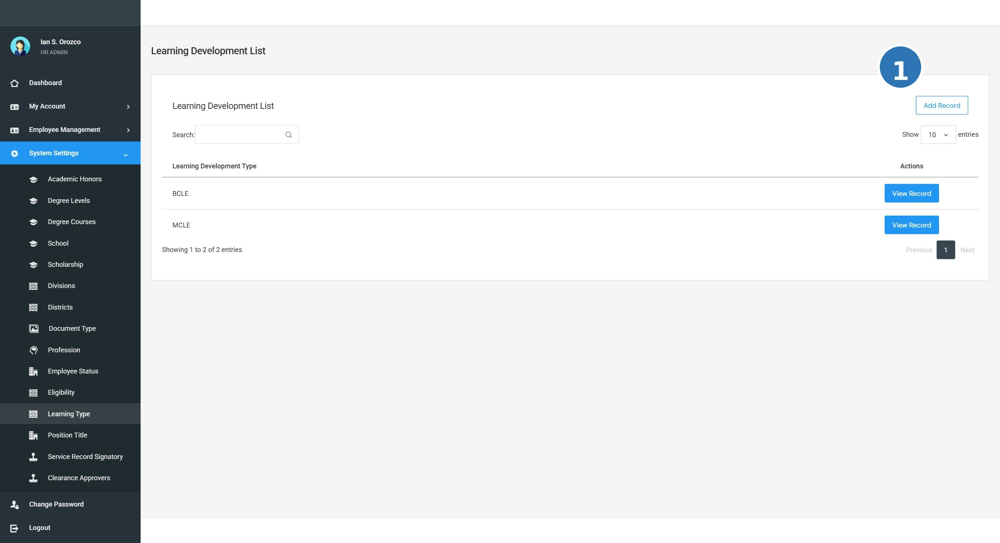 Ian S. Orozco
HR ADMIN
Dashboard
My Account
Employee Management
System Settings
Academic Honors
Degree Levels
Degree Courses
School
Scholarship
Divisions
Districts
Document Type
Profession
Employee Status
Eligibility
Learning Type
Position Title
Service Record Signatory
Clearance Approvers
Change Password
Logout
Learning Development List
1
Learning Development List
Add Record
Search:
Show 10 entries
Learning Development Type Actions
BCLE View Record
MCLE View Record
Showing 1 to 2 of 2 entries
Previous 1 Next